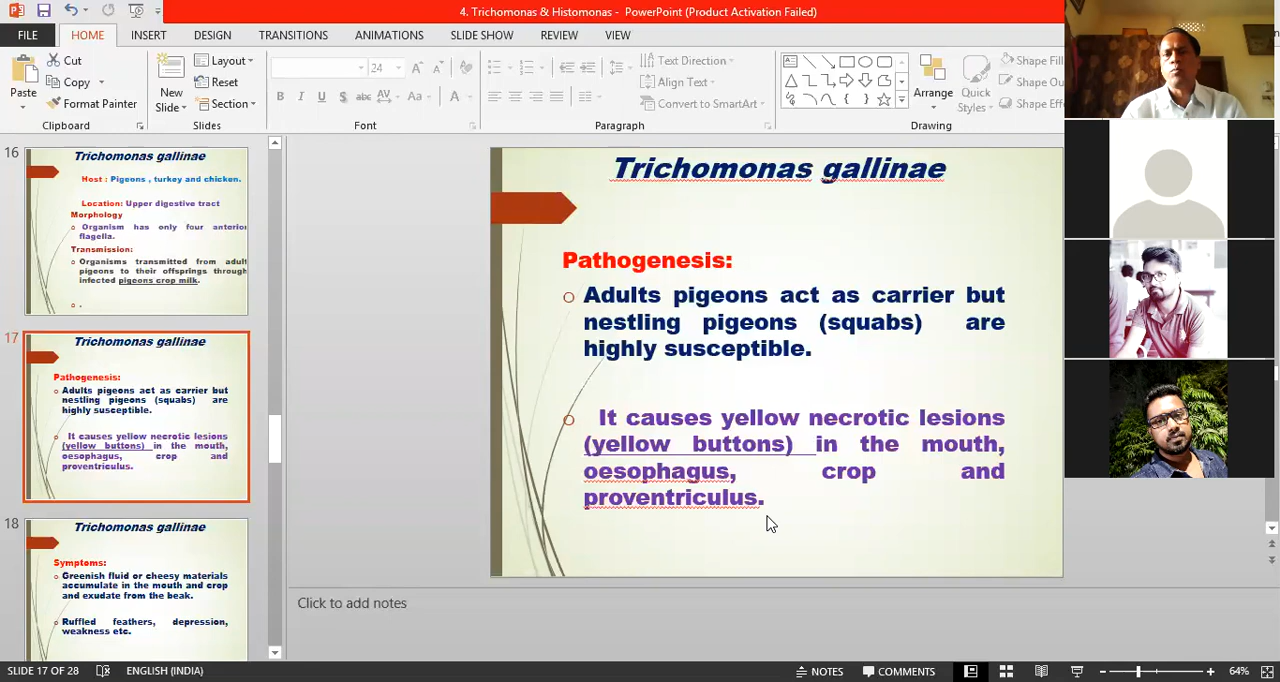 4. Trichomonas & Histomonas - PowerPoint (Product Activation Failed)
FILE HOME INSERT DESIGN TRANSITIONS ANIMATIONS SLIDE SHOW REVIEW VIEW
Paste
Cut
Copy
Format Painter
Clipboard
New
Slide
Layout
Reset
Section
Slides
24
B I U S abc AV Aa A
Font
Text Direction
Align Text
Convert to SmartArt
Paragraph
Arrange
Quick
Styles
Shape Fill
Shape Ou
Shape Effe
Drawing
16
Trichomonas gallinae
Host : Pigeons , turkey and chicken.
Location: Upper digestive tract
Morphology
Organism has only four anterior
flagella.
Transmission:
Organisms transmitted from adult
pigeons to their offsprings through
infected pigeons crop milk.
.
17
Trichomonas gallinae
Pathogenesis:
Adults pigeons act as carrier but
nestling pigeons (squabs) are
highly susceptible.
It causes yellow necrotic lesions
(yellow buttons) in the mouth,
oesophagus, crop and
proventriculus.
18
Trichomonas gallinae
Symptoms:
Greenish fluid or cheesy materials
accumulate in the mouth and crop
and exudate from the beak.
Ruffled feathers, depression,
weakness etc.
Trichomonas gallinae
Pathogenesis:
Adults pigeons act as carrier but
nestling pigeons (squabs) are
highly susceptible.
It causes yellow necrotic lesions
(yellow buttons) in the mouth,
oesophagus, crop and
proventriculus.
Click to add notes
SLIDE 17 OF 28 ENGLISH (INDIA) NOTES COMMENTS 64%